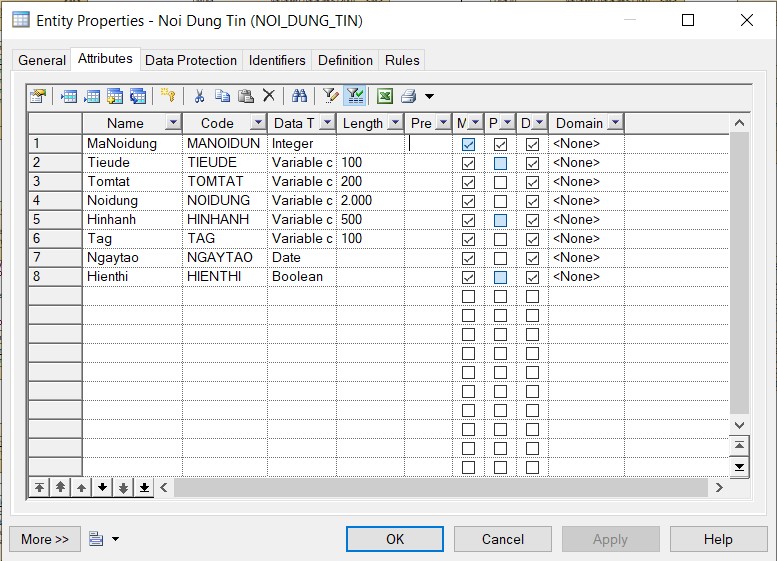 Entity Properties - Noi Dung Tin (NOI_DUNG_TIN)
General Attributes Data Protection Identifiers Definition Rules
Name Code Data T Length Pre M P D Domain
1 MaNoidung MANOIDUN Integer <None>
2 Tieude TIEUDE Variable c 100 <None>
3 Tomtat TOMTAT Variable c 200 <None>
4 Noidung NOIDUNG Variable c 2.000 <None>
5 Hinhanh HINHANH Variable c 500 <None>
6 Tag TAG Variable c 100 <None>
7 Ngaytao NGAYTAO Date <None>
8 Hienthi HIENTHI Boolean <None>
More >> OK Cancel Apply Help